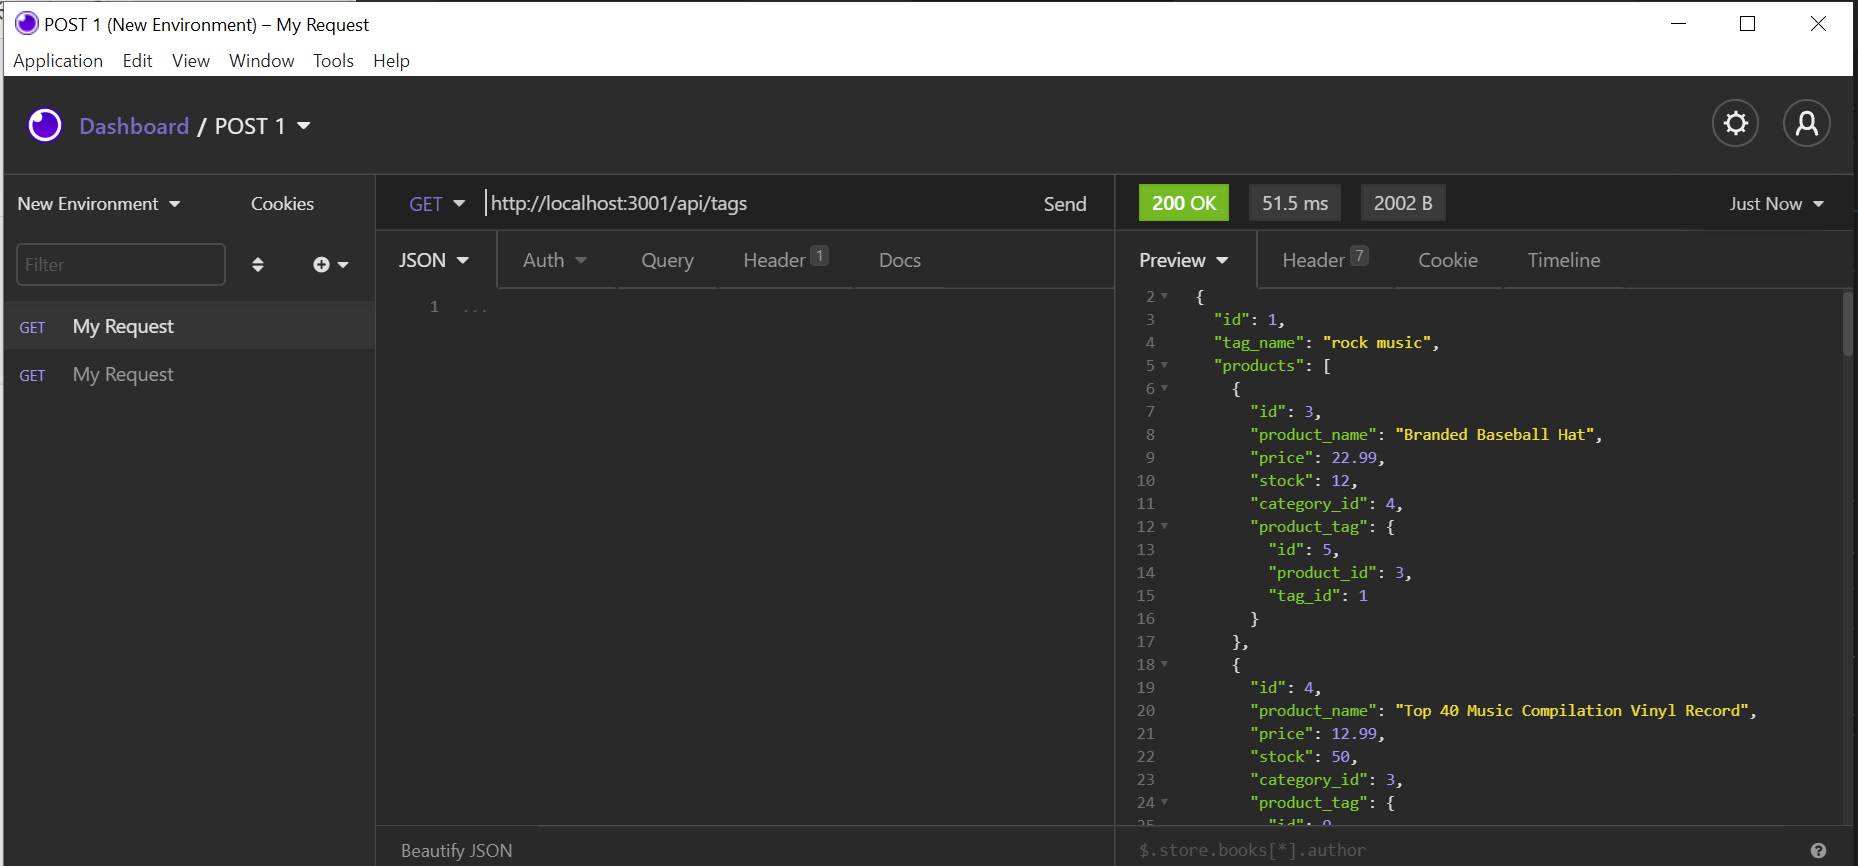 POST 1 (New Environment) – My Request
Application Edit View Window Tools Help
Dashboard / POST 1
New Environment Cookies
GET http://localhost:3001/api/tags Send
200 OK 51.5 ms 2002 B Just Now
Filter
JSON Auth Query Header 1 Docs
Preview Header 7 Cookie Timeline
GET My Request
GET My Request
1 ...
2 {
3 "id": 1,
4 "tag_name": "rock music",
5 "products": [
6 {
7 "id": 3,
8 "product_name": "Branded Baseball Hat",
9 "price": 22.99,
10 "stock": 12,
11 "category_id": 4,
12 "product_tag": {
13 "id": 5,
14 "product_id": 3,
15 "tag_id": 1
16 }
17 },
18 {
19 "id": 4,
20 "product_name": "Top 40 Music Compilation Vinyl Record",
21 "price": 12.99,
22 "stock": 50,
23 "category_id": 3,
24 "product_tag": {
25 "id":
Beautify JSON
$.store.books[*].author